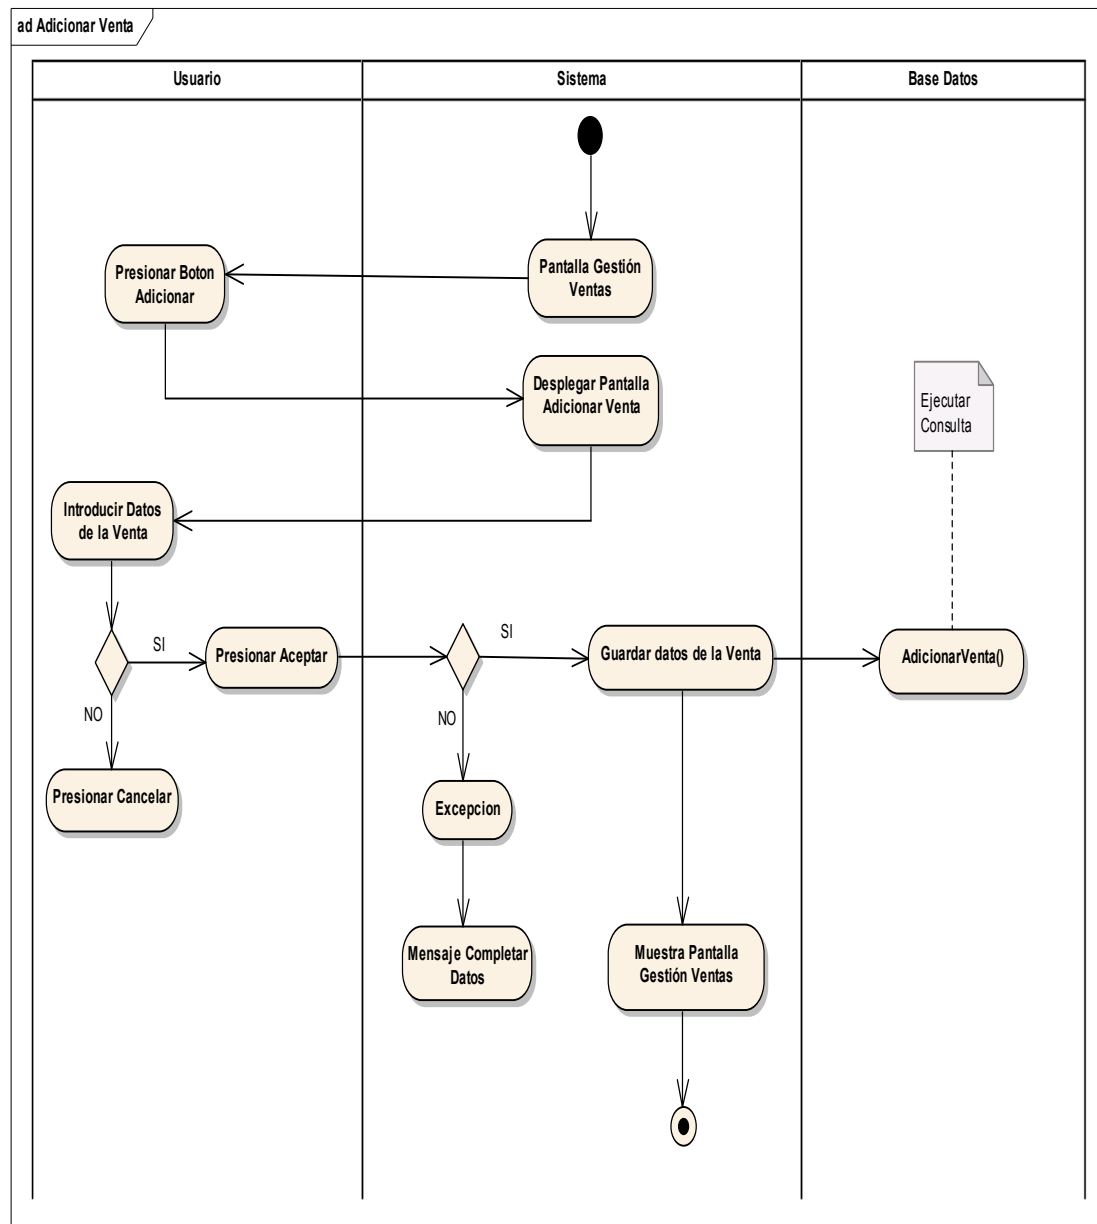 ad Adicionar Venta
Usuario
Sistema
Base Datos
Presionar Boton
Adicionar
Pantalla Gestión
Ventas
Desplegar Pantalla
Adicionar Venta
Ejecutar
Consulta
Introducir Datos
de la Venta
SI
Presionar Aceptar
SI
Guardar datos de la Venta
AdicionarVenta()
NO
NO
Presionar Cancelar
Excepcion
Mensaje Completar
Datos
Muestra Pantalla
Gestión Ventas